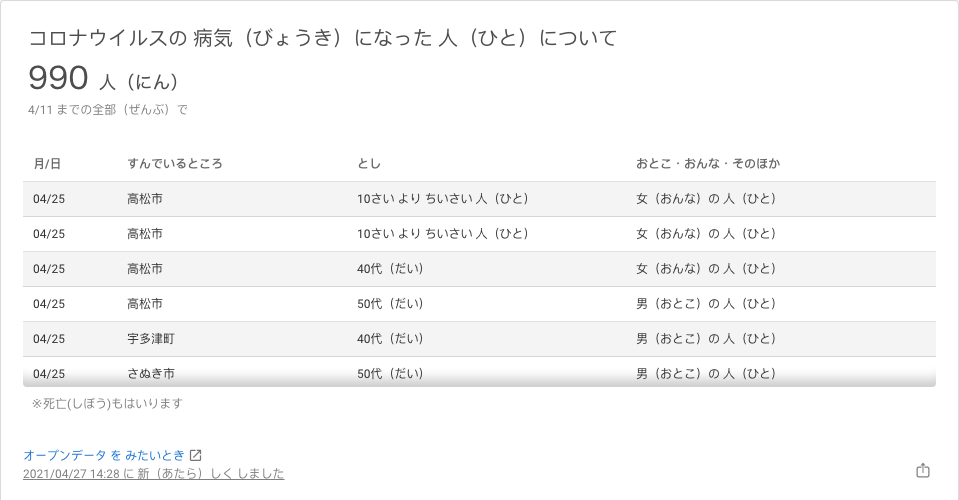 コロナウイルスの 病気（びょうき）になった 人（ひと）について
990 人（にん）
4/11 までの全部（ぜんぶ）で
月/日 すんでいるところ とし おとこ・おんな・そのほか
04/25 高松市 10さい より ちいさい 人（ひと） 女（おんな）の 人（ひと）
04/25 高松市 10さい より ちいさい 人（ひと） 女（おんな）の 人（ひと）
04/25 高松市 40代（だい） 女（おんな）の 人（ひと）
04/25 高松市 50代（だい） 男（おとこ）の 人（ひと）
04/25 宇多津町 40代（だい） 男（おとこ）の 人（ひと）
04/25 さぬき市 50代（だい） 男（おとこ）の 人（ひと）
※死亡(しぼう)もはいります
オープンデータ を みたいとき
2021/04/27 14:28 に 新（あたら）しく しました